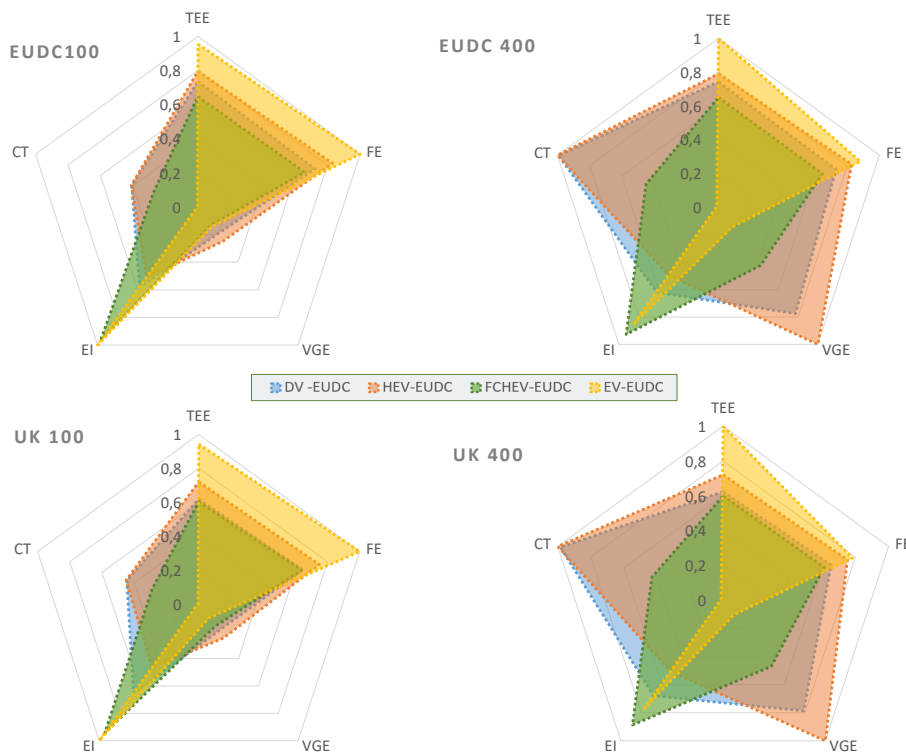 TEE
EUDC100
1
0,8
0,6
0,4
0,2
0
CT
FE
EI
VGE
TEE
EUDC 400
1
0,8
0,6
0,4
0,2
0
CT
FE
EI
VGE
DV -EUDC HEV-EUDC FCHEV-EUDC EV-EUDC
TEE
UK 100
1
0,8
0,6
0,4
0,2
0
CT
FE
EI
VGE
TEE
UK 400
1
0,8
0,6
0,4
0,2
0
CT
FE
EI
VGE